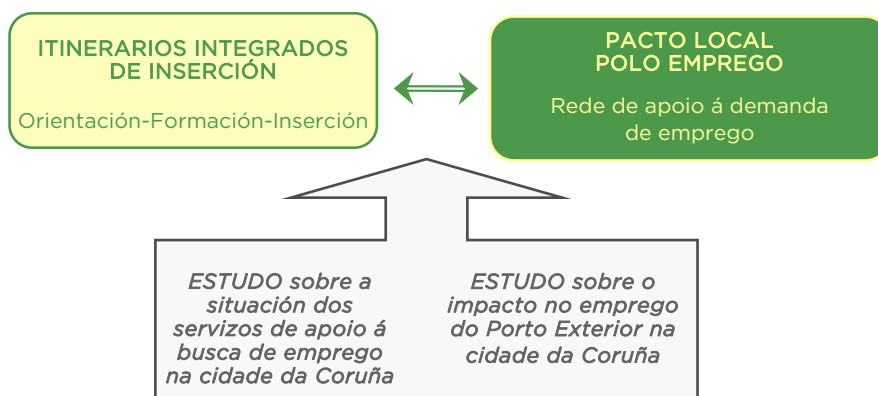 ITINERARIOS INTEGRADOS
DE INSERCIÓN
Orientación-Formación-Inserción
PACTO LOCAL
POLO EMPREGO
Rede de apoio á demanda
de emprego
ESTUDO sobre a
situación dos
servizos de apoio á
busca de emprego
na cidade da Coruña
ESTUDO sobre o
impacto no emprego
do Porto Exterior na
cidade da Coruña